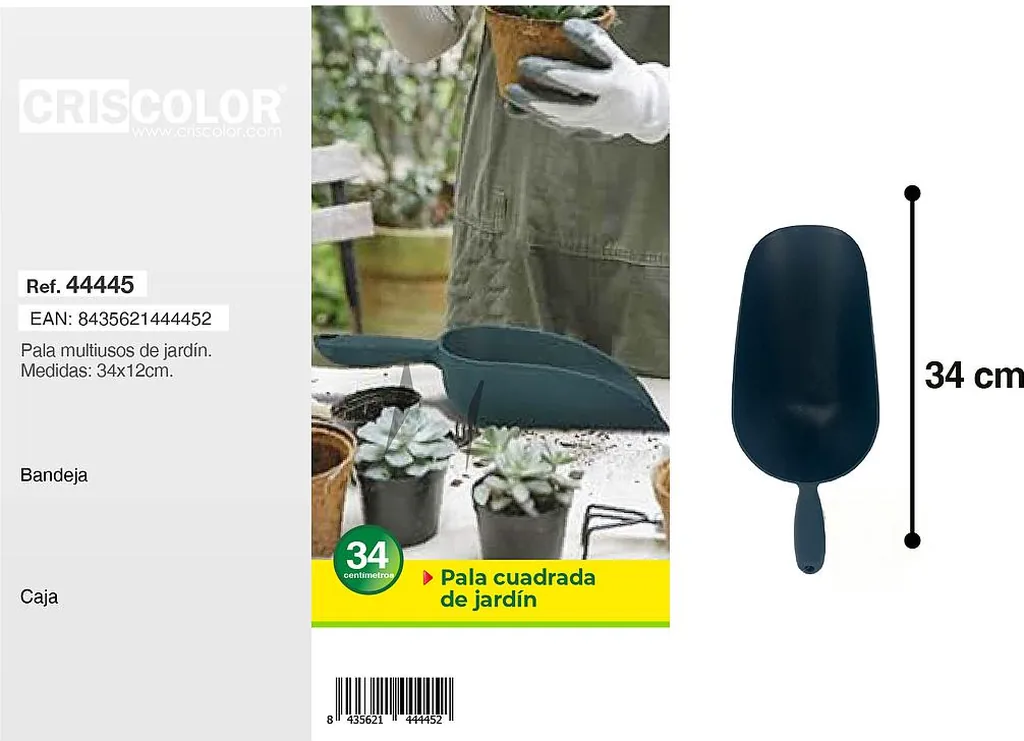 CRISCOLOR®
www.criscolor.com
Ref. 44445
EAN: 8435621444452
Pala multiusos de jardín.
Medidas: 34x12cm.
Bandeja
Caja
34
centímetros
Pala cuadrada
de jardín
8 435621 444452
34 cm